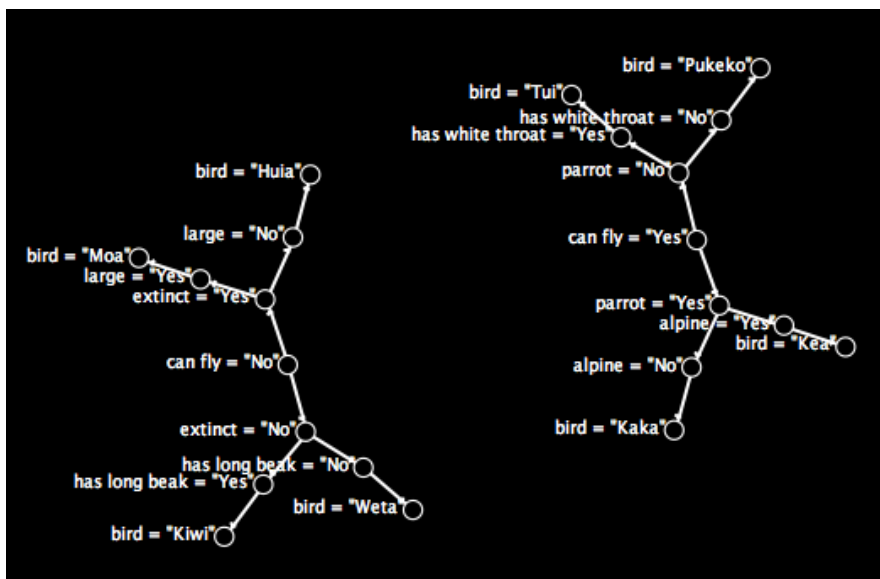 bird = "Pukeko"
bird = "Tui"
has white throat = "No"
has white throat = "Yes"
parrot = "No"
can fly = "Yes"
parrot = "Yes"
alpine = "Yes"
bird = "Kea"
alpine = "No"
bird = "Kaka"
bird = "Huia"
large = "No"
bird = "Moa"
large = "Yes"
extinct = "Yes"
can fly = "No"
extinct = "No"
has long beak = "No"
has long beak = "Yes"
bird = "Weta
bird = "Kiwi"